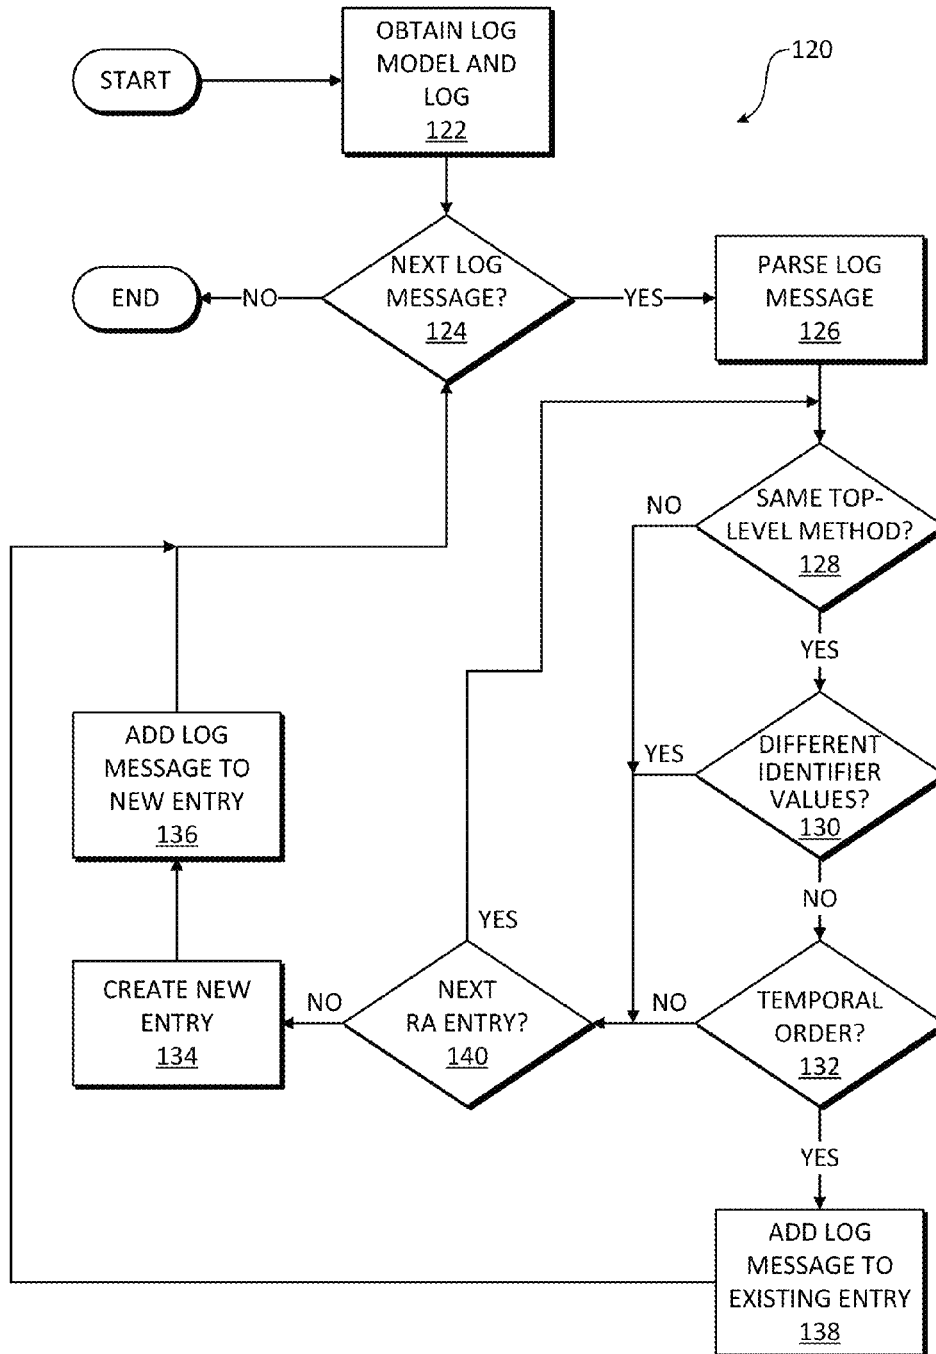 OBTAIN LOG
MODEL AND
LOG
122
START
120
NEXT LOG
MESSAGE?
124
END
NO
YES
PARSE LOG
MESSAGE
126
NO
SAME TOP-
LEVEL METHOD?
128
YES
ADD LOG
MESSAGE TO
NEW ENTRY
136
YES
DIFFERENT
IDENTIFIER
VALUES?
130
NO
YES
CREATE NEW
ENTRY
134
NO
NEXT
RA ENTRY?
140
NO
TEMPORAL
ORDER?
132
YES
ADD LOG
MESSAGE TO
EXISTING ENTRY
138